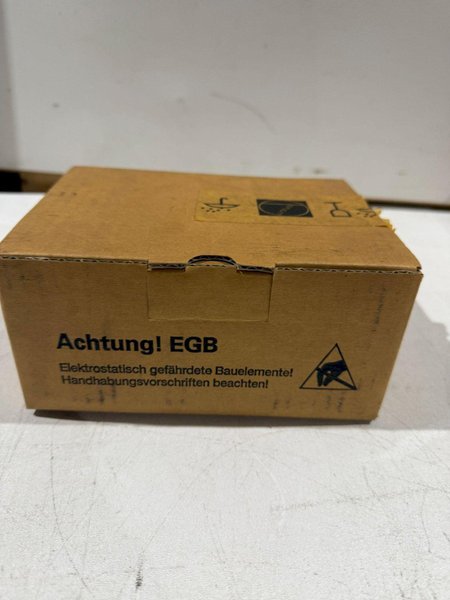 Achtung! EGB
Elektrostatisch gefährdete Bauelemente!
Handhabungsvorschriften beachten!